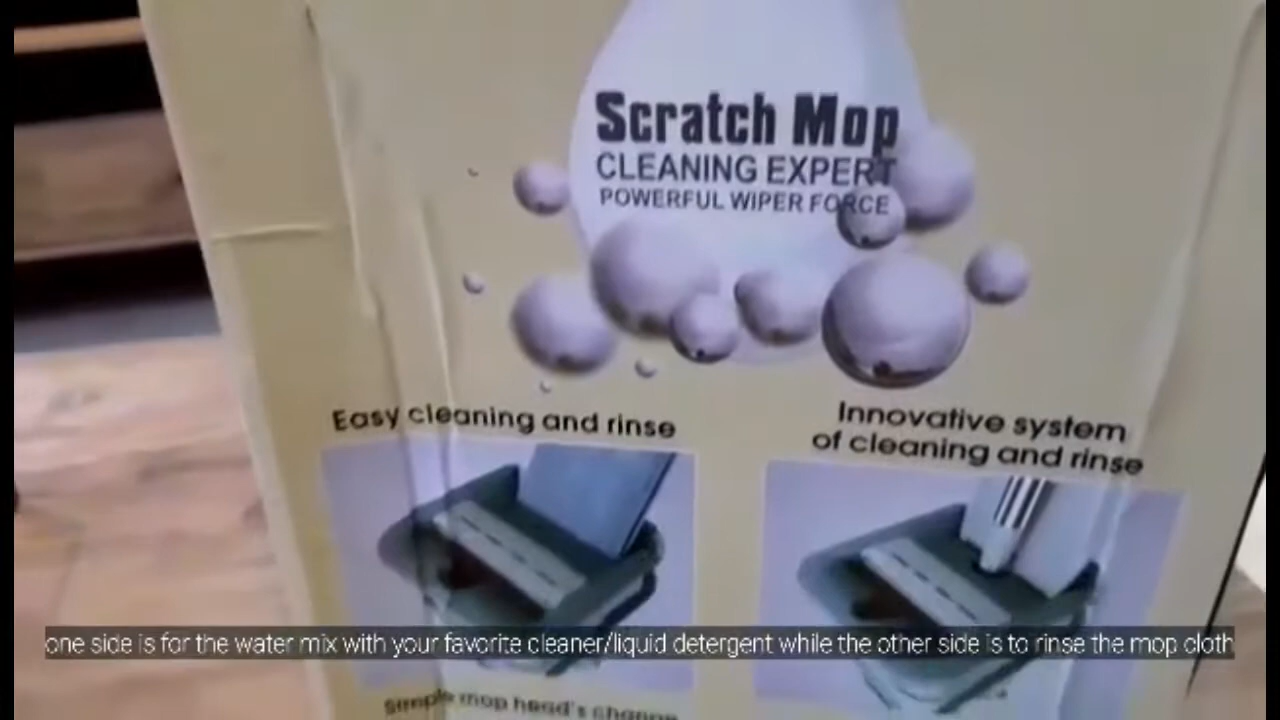 Scratch Mop
CLEANING EXPERT
POWERFUL WIPER FORCE
Easy cleaning and rinse
Innovative system
of cleaning and rinse
one side is for the water mix with your favorite cleaner/liquid detergent while the other side is to rinse the mop cloth
Simple mop head's change